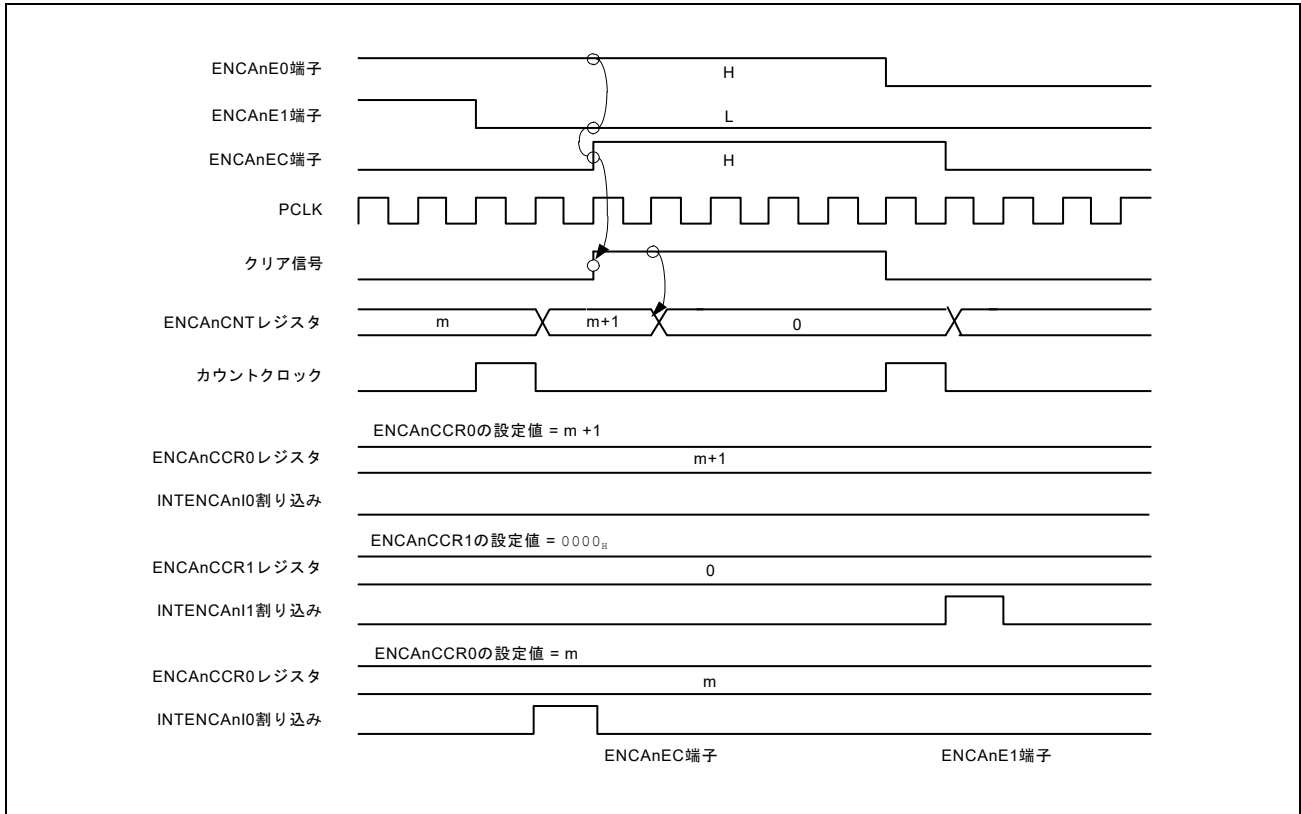 ENCAnE0端子
H
ENCAnE1端子
L
ENCAnEC端子
H
PCLK
クリア信号
ENCAnCNTレジスタ
m
m+1
0
カウントクロック
ENCAnCCR0の設定値 = m +1
ENCAnCCR0レジスタ
m+1
INTENCAnI0割り込み
ENCAnCCR1の設定値 = 0000H
ENCAnCCR1レジスタ
0
INTENCAnI1割り込み
ENCAnCCR0の設定値 = m
ENCAnCCR0レジスタ
m
INTENCAnI0割り込み
ENCAnEC端子
ENCAnE1端子